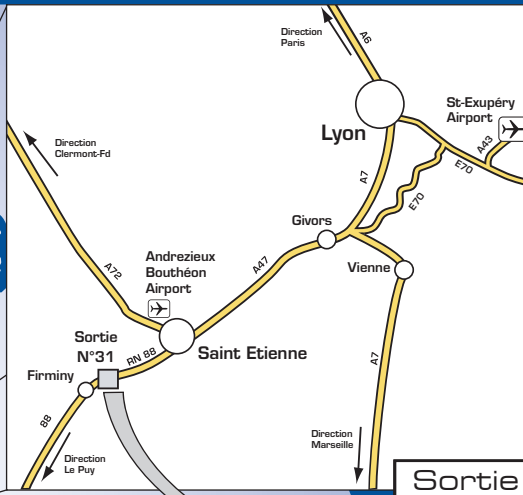 Direction
Paris
A6
St-Exupéry
Airport
Lyon
A43
E70
A7
E70
Direction
Clermont-Fd
Givors
Vienne
A47
A72
Andrezieux
Bouthéon
Airport
Sortie
N°31
RN 88
Saint Etienne
Firminy
A7
88
Direction
Le Puy
Direction
Marseille
Sortie